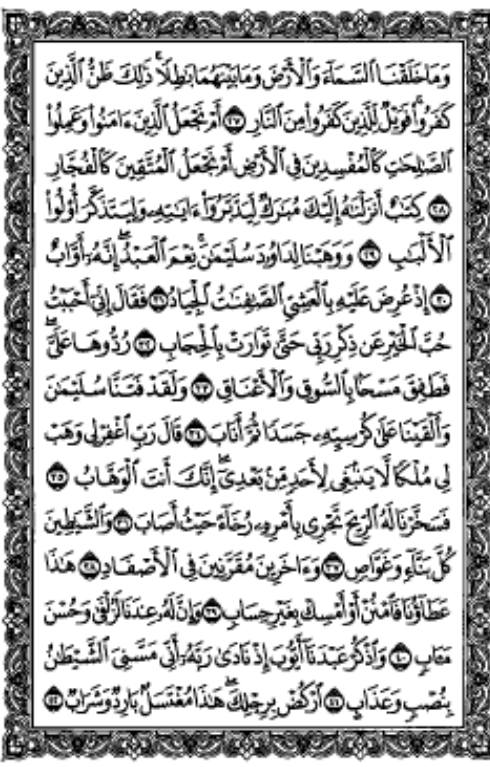 وَمَا خَلَقْنَا ٱلسَّمَآءَ وَٱلْأَرْضَ وَمَا بَيْنَهُمَا بَٰطِلًا ۚ ذَٰلِكَ ظَنُّ ٱلَّذِينَ
كَفَرُوا۟ ۚ فَوَيْلٌ لِّلَّذِينَ كَفَرُوا۟ مِنَ ٱلنَّارِ ٢٧ أَمْ نَجْعَلُ ٱلَّذِينَ ءَامَنُوا۟ وَعَمِلُوا۟
ٱلصَّٰلِحَٰتِ كَٱلْمُفْسِدِينَ فِى ٱلْأَرْضِ أَمْ نَجْعَلُ ٱلْمُتَّقِينَ كَٱلْفُجَّارِ
٢٨ كِتَٰبٌ أَنزَلْنَٰهُ إِلَيْكَ مُبَٰرَكٌ لِّيَدَّبَّرُوٓا۟ ءَايَٰتِهِۦ وَلِيَتَذَكَّرَ أُو۟لُوا۟
ٱلْأَلْبَٰبِ ٢٩ وَوَهَبْنَا لِدَاوُۥدَ سُلَيْمَٰنَ ۚ نِعْمَ ٱلْعَبْدُ ۖ إِنَّهُۥٓ أَوَّابٌ
٣٠ إِذْ عُرِضَ عَلَيْهِ بِٱلْعَشِىِّ ٱلصَّٰفِنَٰتُ ٱلْجِيَادُ ٣١ فَقَالَ إِنِّىٓ أَحْبَبْتُ
حُبَّ ٱلْخَيْرِ عَن ذِكْرِ رَبِّى حَتَّىٰ تَوَارَتْ بِٱلْحِجَابِ ٣٢ رُدُّوهَا عَلَىَّ ۖ
فَطَفِقَ مَسْحًۢا بِٱلسُّوقِ وَٱلْأَعْنَاقِ ٣٣ وَلَقَدْ فَتَنَّا سُلَيْمَٰنَ
وَأَلْقَيْنَا عَلَىٰ كُرْسِيِّهِۦ جَسَدًا ثُمَّ أَنَابَ ٣٤ قَالَ رَبِّ ٱغْفِرْ لِى وَهَبْ
لِى مُلْكًا لَّا يَنۢبَغِى لِأَحَدٍ مِّنۢ بَعْدِىٓ ۖ إِنَّكَ أَنتَ ٱلْوَهَّابُ ٣٥
فَسَخَّرْنَا لَهُ ٱلرِّيحَ تَجْرِى بِأَمْرِهِۦ رُخَآءً حَيْثُ أَصَابَ ٣٦ وَٱلشَّيَٰطِينَ
كُلَّ بَنَّآءٍ وَغَوَّاصٍ ٣٧ وَءَاخَرِينَ مُقَرَّنِينَ فِى ٱلْأَصْفَادِ ٣٨ هَٰذَا
عَطَآؤُنَا فَٱمْنُنْ أَوْ أَمْسِكْ بِغَيْرِ حِسَابٍ ٣٩ وَإِنَّ لَهُۥ عِندَنَا لَزُلْفَىٰ وَحُسْنَ
مَـَٔابٍ ٤٠ وَٱذْكُرْ عَبْدَنَآ أَيُّوبَ إِذْ نَادَىٰ رَبَّهُۥٓ أَنِّى مَسَّنِىَ ٱلشَّيْطَٰنُ
بِنُصْبٍ وَعَذَابٍ ٤١ ٱرْكُضْ بِرِجْلِكَ ۖ هَٰذَا مُغْتَسَلٌۢ بَارِدٌ وَشَرَابٌ ٤٢